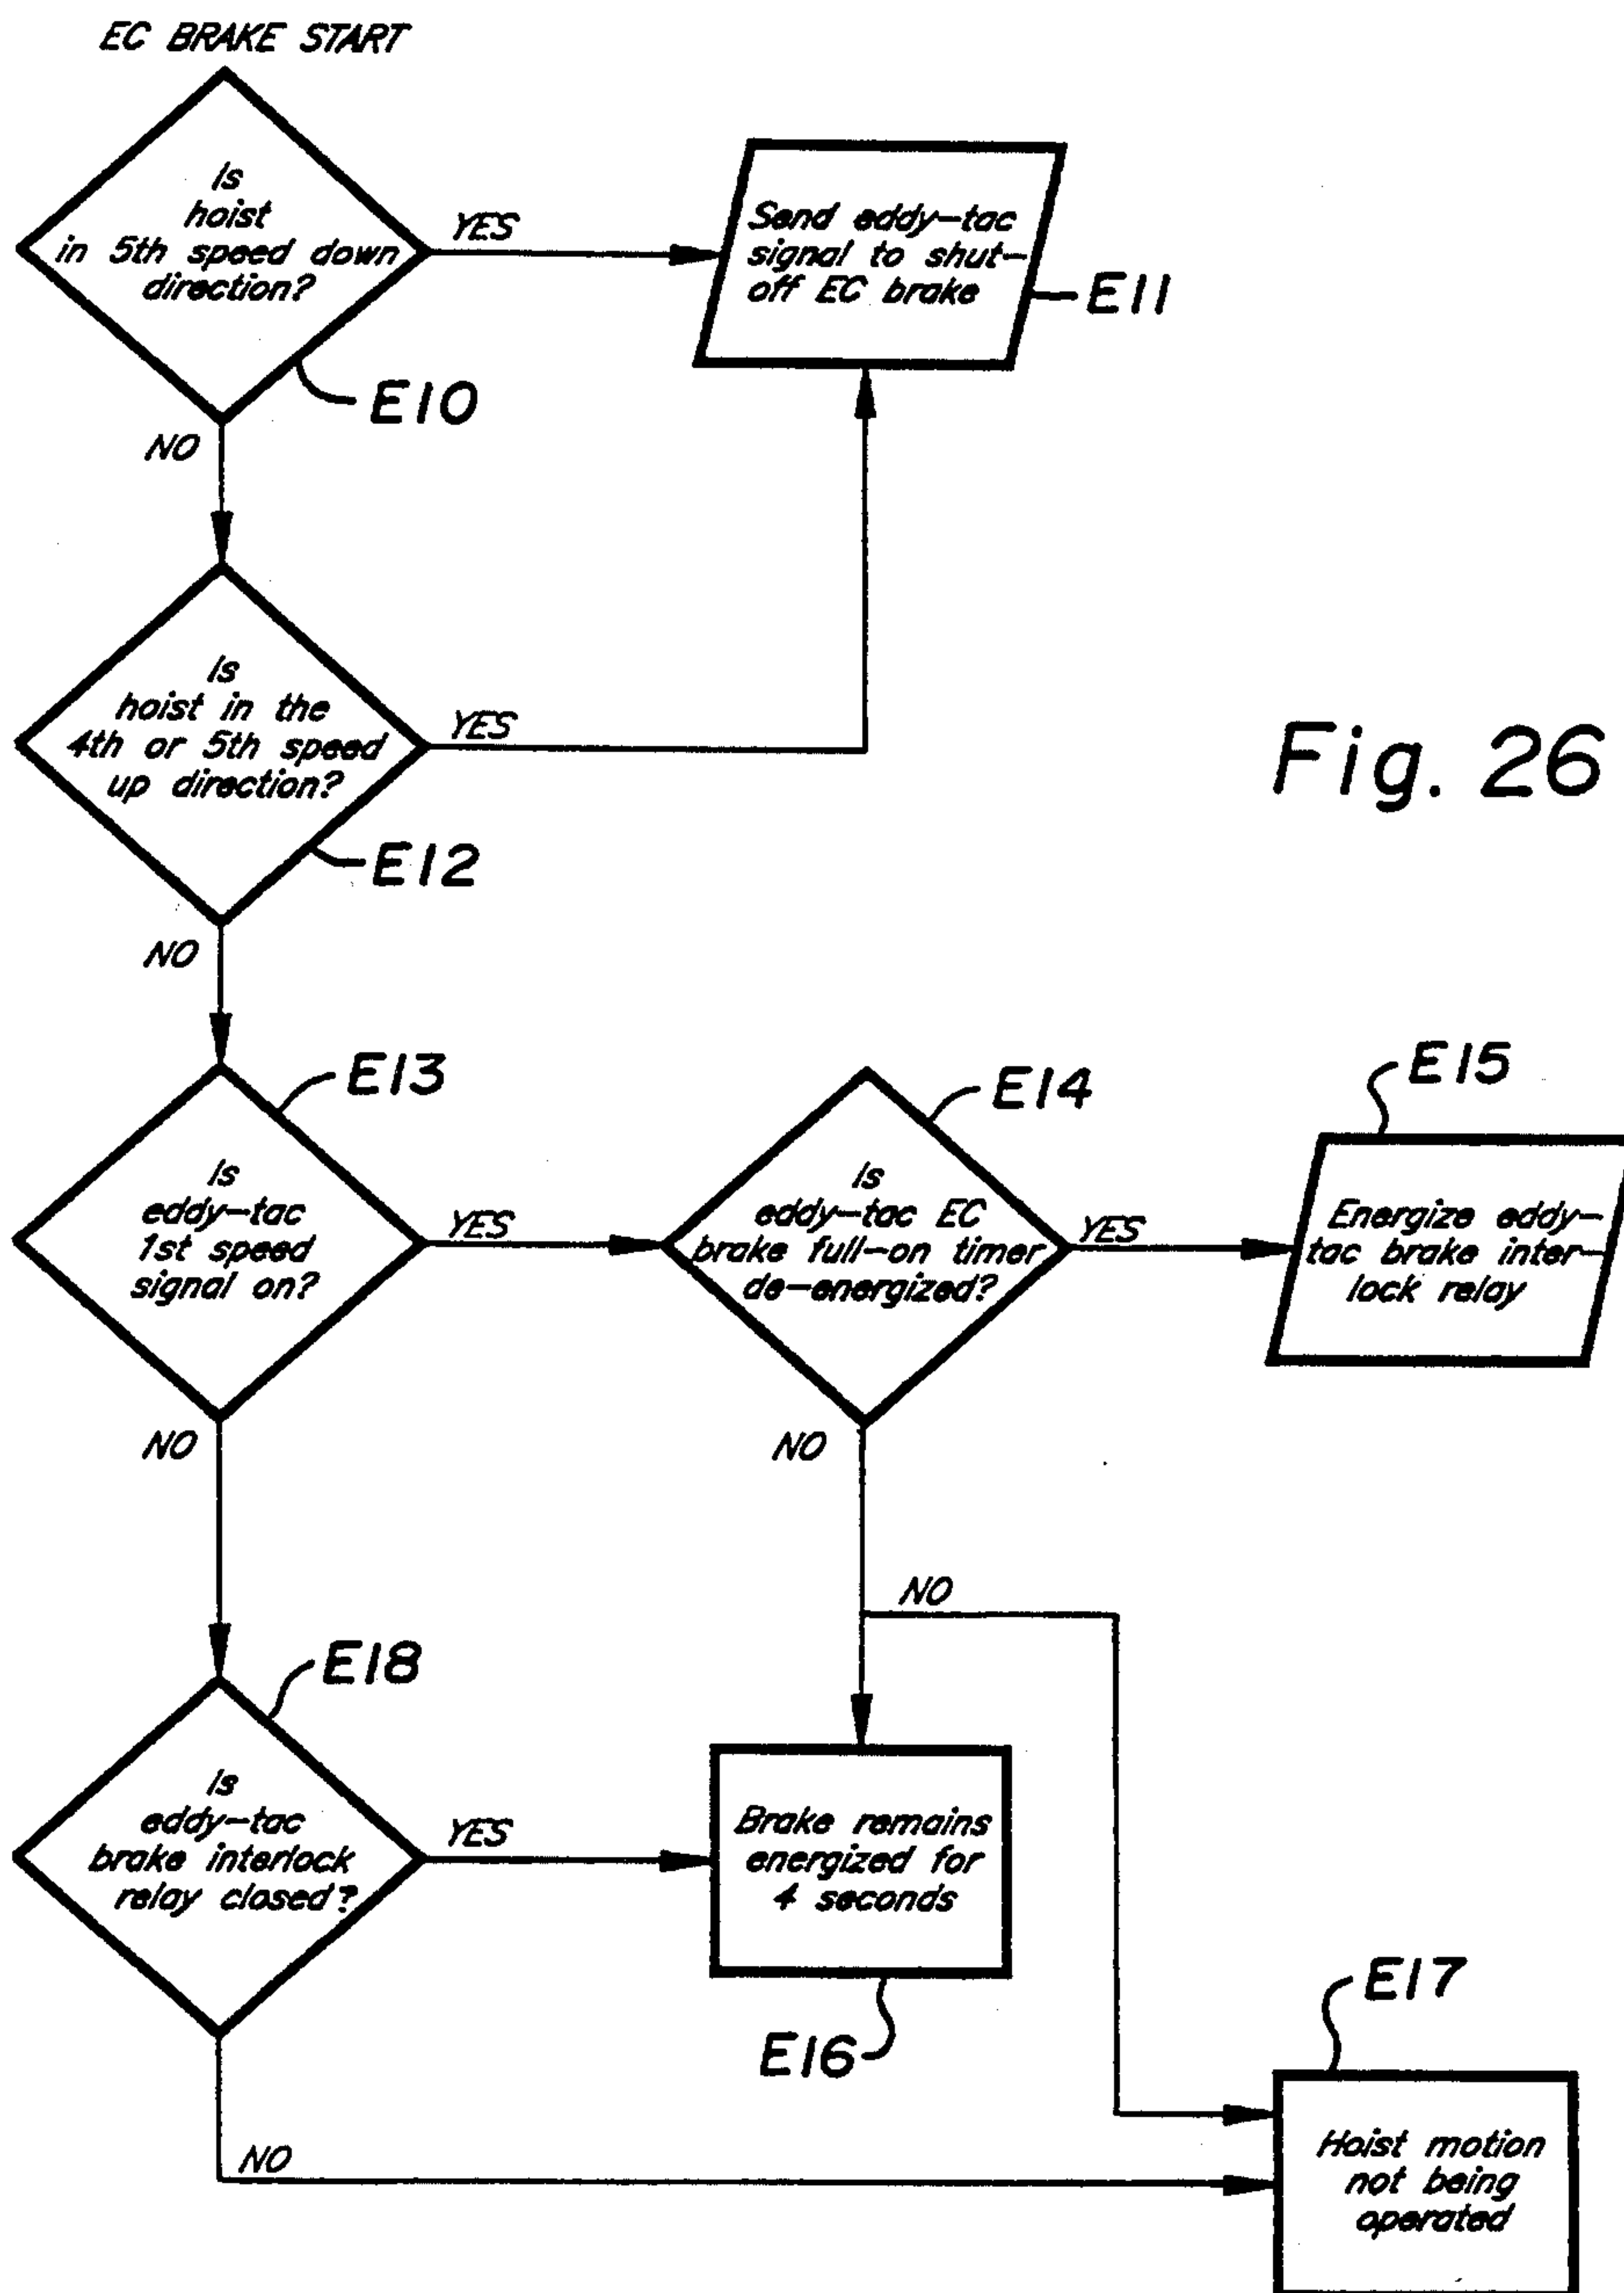 EC BRAKE START
Is
hoist
in 5th speed down
direction?
YES
Send eddy-tac
signal to shut-
off EC brake
E11
E10
NO
Is
hoist in the
4th or 5th speed
up direction?
YES
Fig. 26
E12
NO
E13
Is
eddy-tac
1st speed
signal on?
YES
E14
Is
eddy-tac EC
brake full-on timer
de-energized?
YES
E15
Energize eddy-
tac brake inter-
lock relay
NO
NO
NO
E18
Is
eddy-tac
brake interlock
relay closed?
YES
Brake remains
energized for
4 seconds
E16
E17
NO
Hoist motion
not being
operated